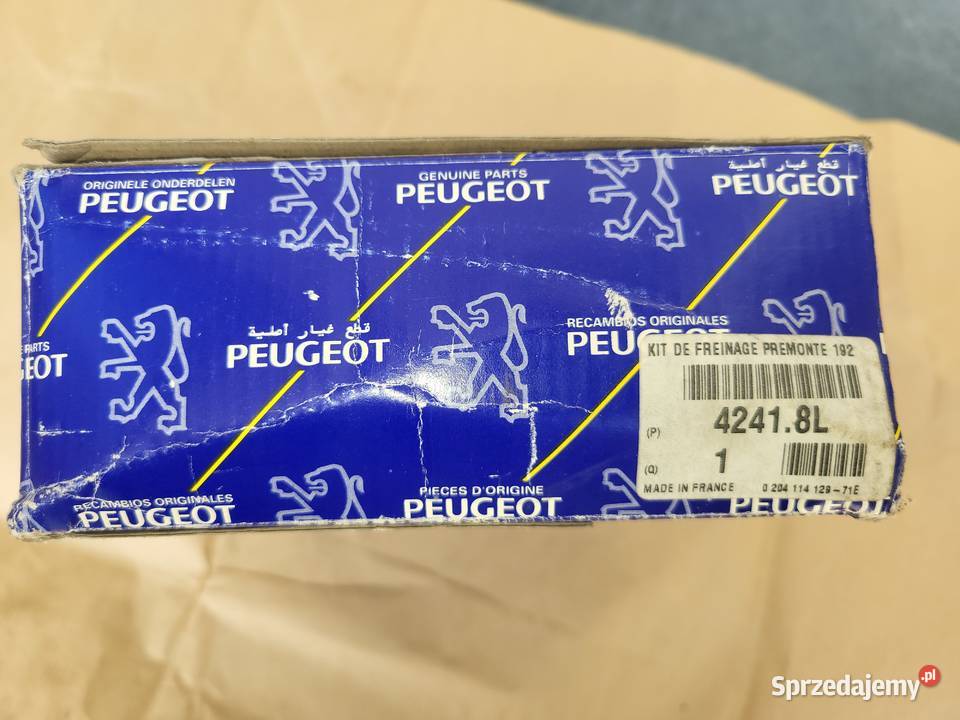 ORIGINELE ONDERDELEN
PEUGEOT
GENUINE PARTS
PEUGEOT
قطع غيار أصلية
PEUGEOT
PARTS
EOT
قطع غيار أصلية
PEUGEOT
RECAMBIOS ORIGINALES
PEUGEOT
KIT DE FREINAGE PREMONTE 192
(P)
4241.8L
(Q)
1
MADE IN FRANCE
0 204 114 129-71E
RECAMBIOS ORIGINALES
PEUGEOT
PIECES D'ORIGINE
PEUGEOT
PEUGEOT
Sprzedajemy.pl